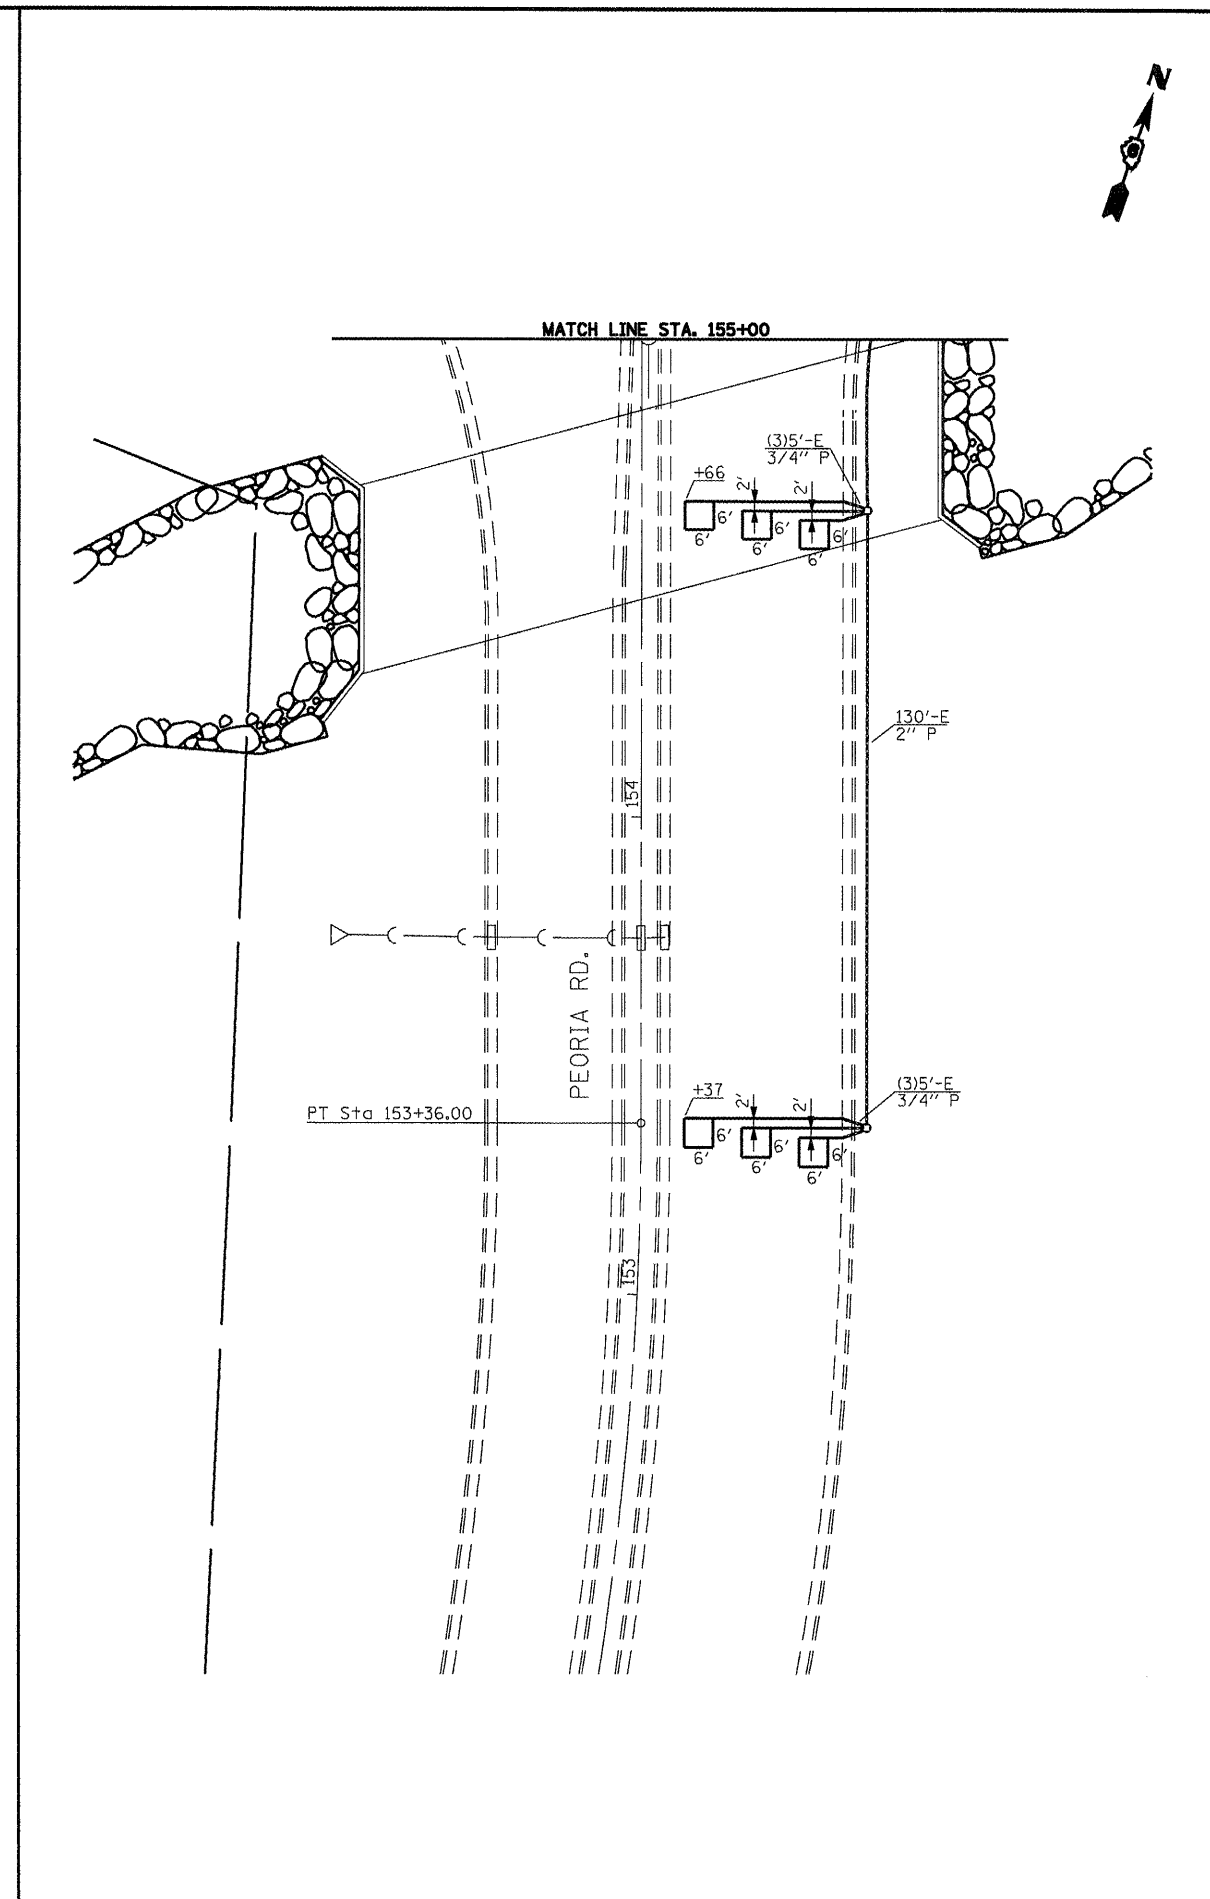 N
MATCH LINE STA. 155+00
(3)5'-E
3/4" P
+66
2'
2'
6'
6'
6'
6'
6'
6'
130'-E
2" P
154
PEORIA RD.
(3)5'-E
3/4" P
+37
2'
2'
PT Sta 153+36.00
6'
6'
6'
6'
6'
6'
153